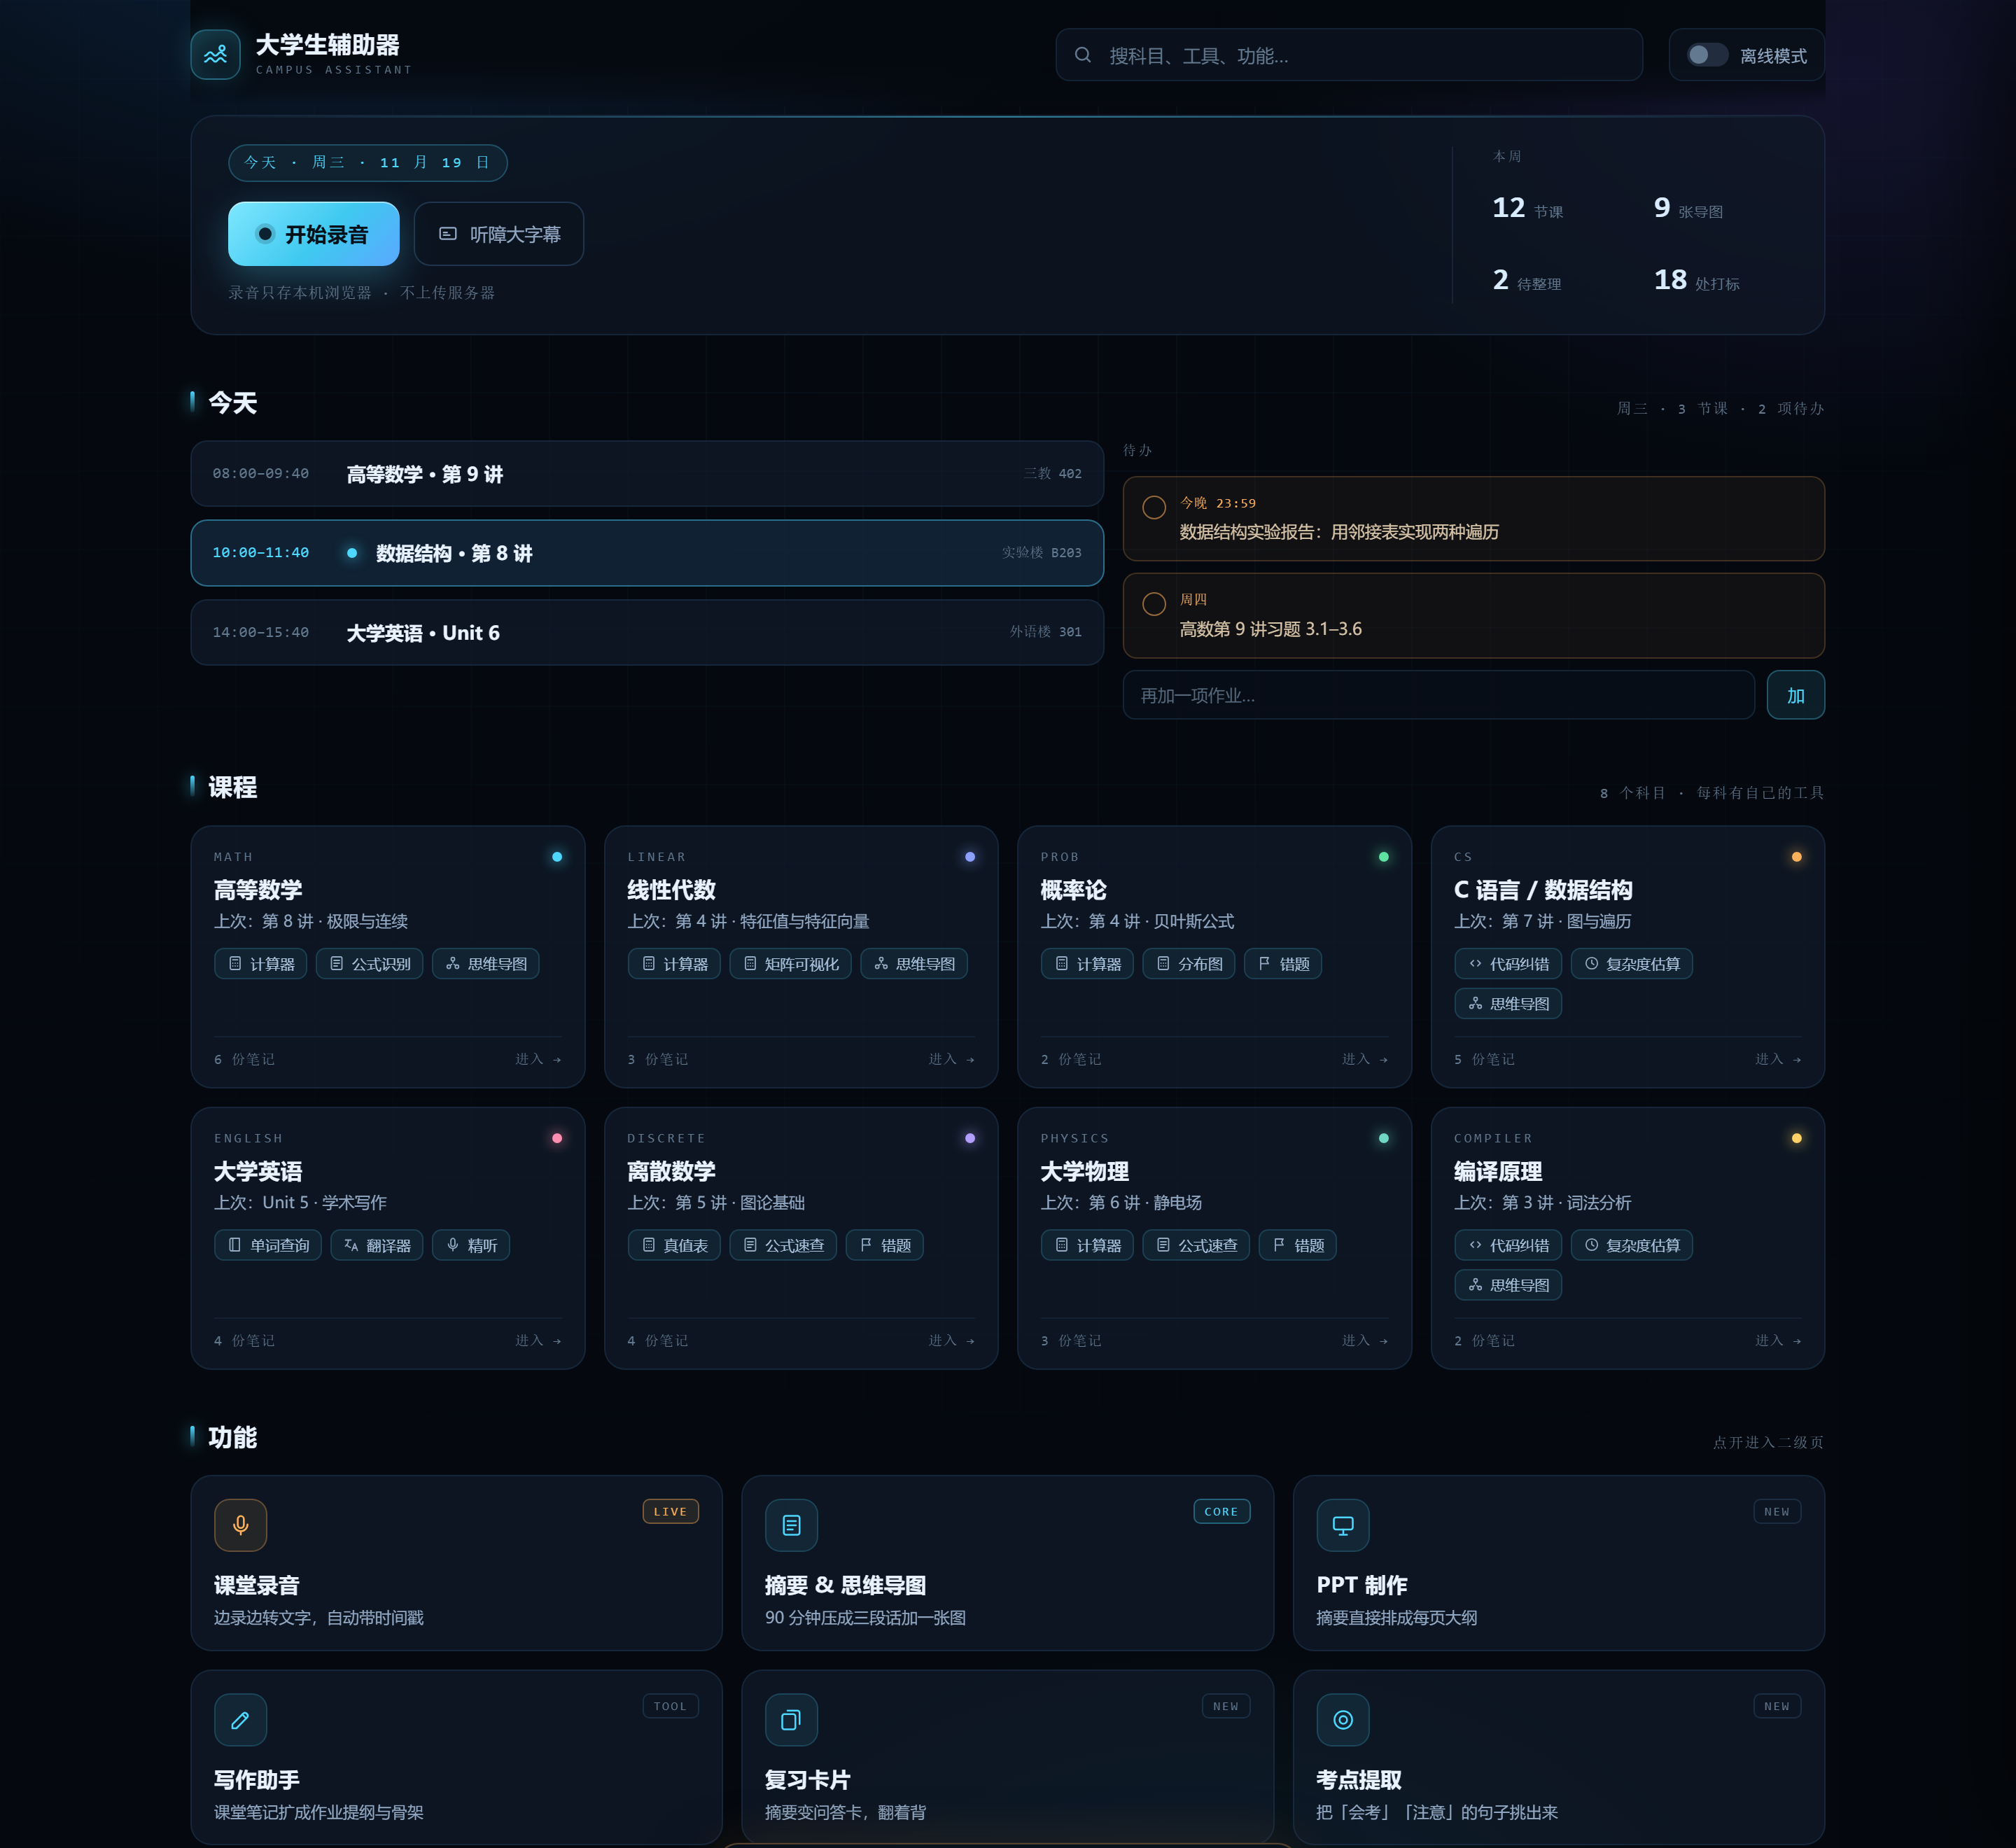 大学生辅助器
CAMPUS ASSISTANT
搜科目、工具、功能...
离线模式
今天 · 周三 · 11 月 19 日
开始录音
听障大字幕
录音只存本机浏览器 · 不上传服务器
本周
12 节课
9 张导图
2 待整理
18 处打标
今天
周三 · 3 节课 · 2 项待办
08:00–09:40
高等数学 • 第 9 讲
三教 402
10:00–11:40
数据结构 • 第 8 讲
实验楼 B203
14:00–15:40
大学英语 • Unit 6
外语楼 301
待办
今晚 23:59
数据结构实验报告：用邻接表实现两种遍历
周四
高数第 9 讲习题 3.1–3.6
再加一项作业...
加
课程
8 个科目 · 每科有自己的工具
MATH
高等数学
上次：第 8 讲 · 极限与连续
计算器
公式识别
思维导图
6 份笔记
进入 →
LINEAR
线性代数
上次：第 4 讲 · 特征值与特征向量
计算器
矩阵可视化
思维导图
3 份笔记
进入 →
PROB
概率论
上次：第 4 讲 · 贝叶斯公式
计算器
分布图
错题
2 份笔记
进入 →
CS
C 语言 / 数据结构
上次：第 7 讲 · 图与遍历
代码纠错
复杂度估算
思维导图
5 份笔记
进入 →
ENGLISH
大学英语
上次：Unit 5 · 学术写作
单词查询
翻译器
精听
4 份笔记
进入 →
DISCRETE
离散数学
上次：第 5 讲 · 图论基础
真值表
公式速查
错题
4 份笔记
进入 →
PHYSICS
大学物理
上次：第 6 讲 · 静电场
计算器
公式速查
错题
3 份笔记
进入 →
COMPILER
编译原理
上次：第 3 讲 · 词法分析
代码纠错
复杂度估算
思维导图
2 份笔记
进入 →
功能
点开进入二级页
LIVE
课堂录音
边录边转文字，自动带时间戳
CORE
摘要 & 思维导图
90 分钟压成三段话加一张图
NEW
PPT 制作
摘要直接排成每页大纲
TOOL
写作助手
课堂笔记扩成作业提纲与骨架
NEW
复习卡片
摘要变问答卡，翻着背
NEW
考点提取
把「会考」「注意」的句子挑出来